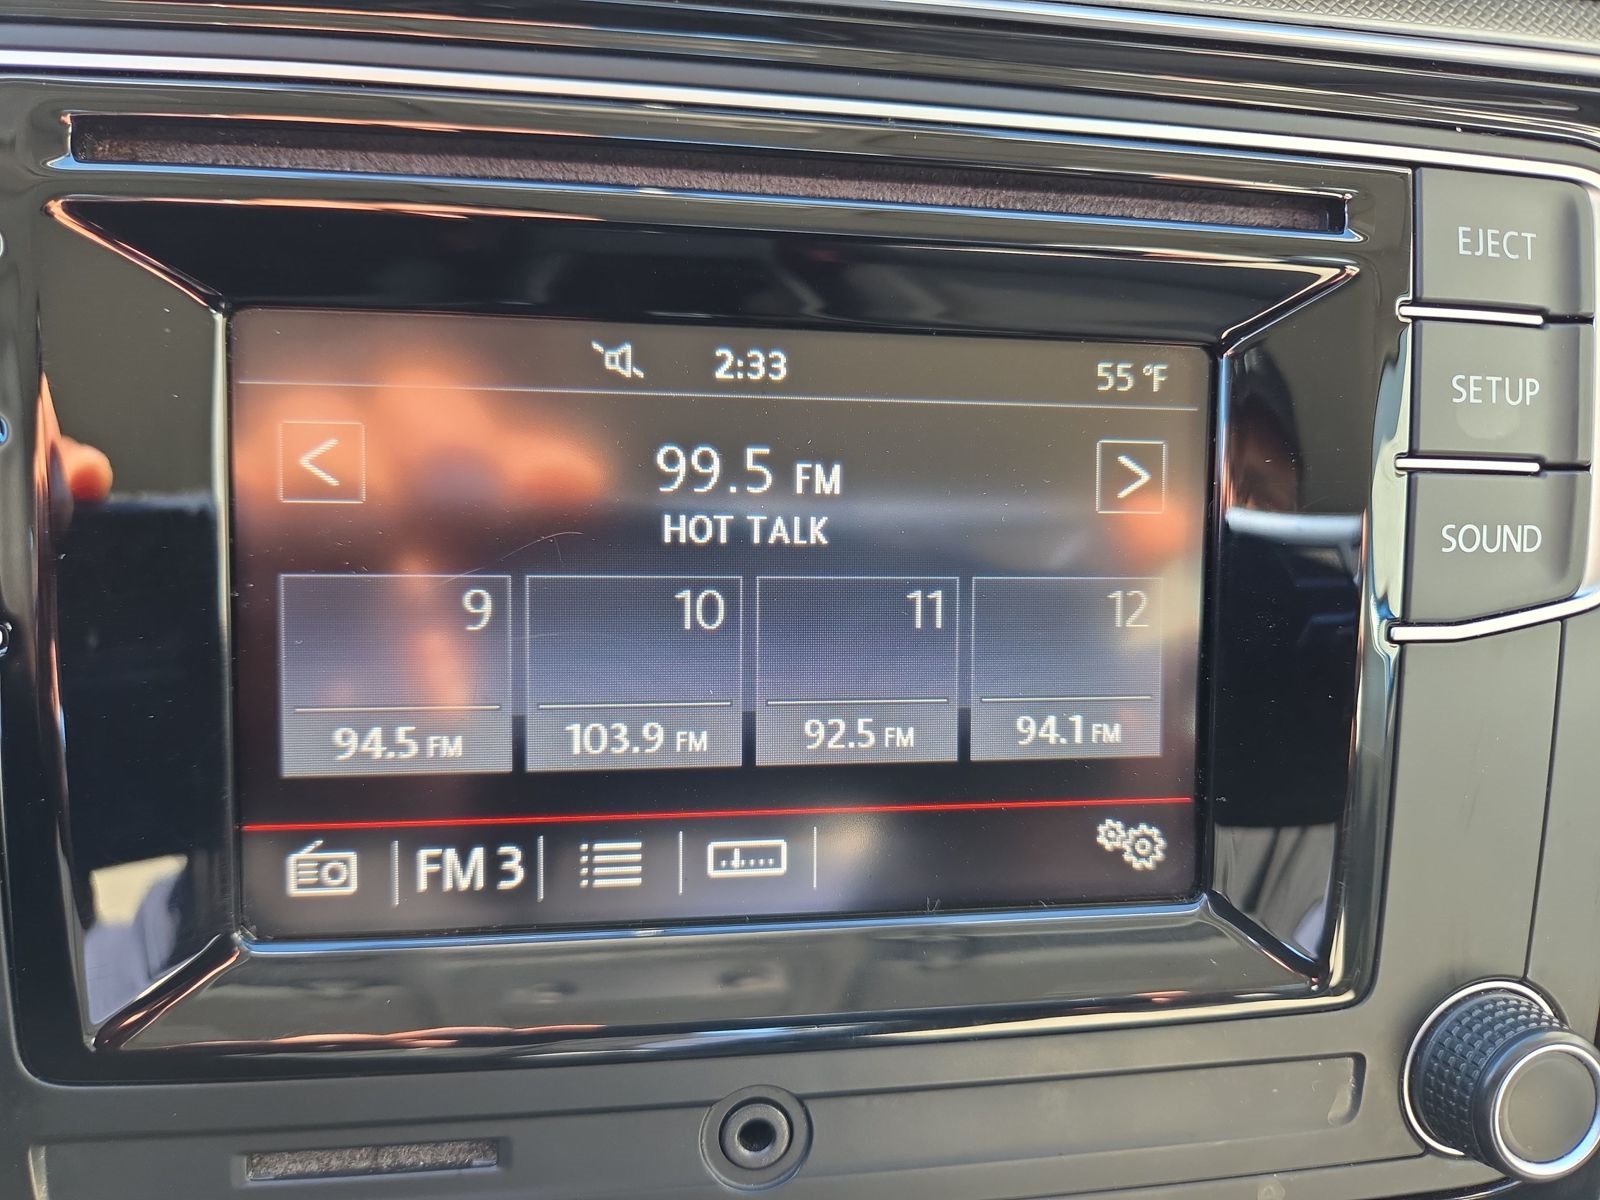 EJECT
2:33 55 °F
SETUP
< 99.5 FM >
HOT TALK
SOUND
9 10 11 12
94.5 FM 103.9 FM 92.5 FM 94.1 FM
FM 3